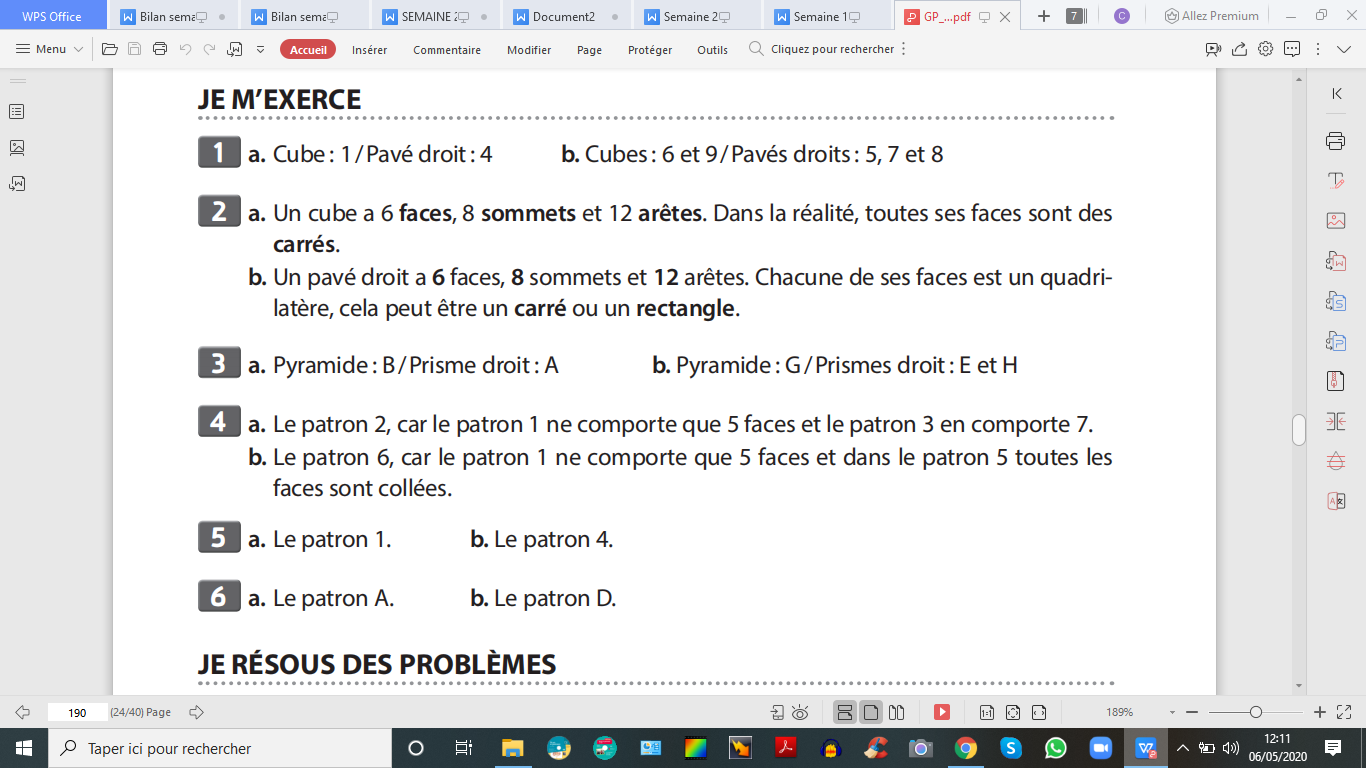 WPS Office
Bilan sema
Bilan sema
SEMAINE 2
Document2
Semaine 2
Semaine 1
GP_...pdf
7
C
Allez Premium
Menu
Accueil
Insérer
Commentaire
Modifier
Page
Protéger
Outils
Cliquez pour rechercher
JE M'EXERCE
1 a. Cube : 1 / Pavé droit : 4 b. Cubes : 6 et 9 / Pavés droits : 5, 7 et 8
2 a. Un cube a 6 faces, 8 sommets et 12 arêtes. Dans la réalité, toutes ses faces sont des
carrés.
b. Un pavé droit a 6 faces, 8 sommets et 12 arêtes. Chacune de ses faces est un quadri-
latère, cela peut être un carré ou un rectangle.
3 a. Pyramide : B / Prisme droit : A b. Pyramide : G / Prismes droit : E et H
4 a. Le patron 2, car le patron 1 ne comporte que 5 faces et le patron 3 en comporte 7.
b. Le patron 6, car le patron 1 ne comporte que 5 faces et dans le patron 5 toutes les
faces sont collées.
5 a. Le patron 1. b. Le patron 4.
6 a. Le patron A. b. Le patron D.
JE RÉSOUS DES PROBLÈMES
190
(24/40) Page
1:1
189%
Taper ici pour rechercher
12:11
06/05/2020